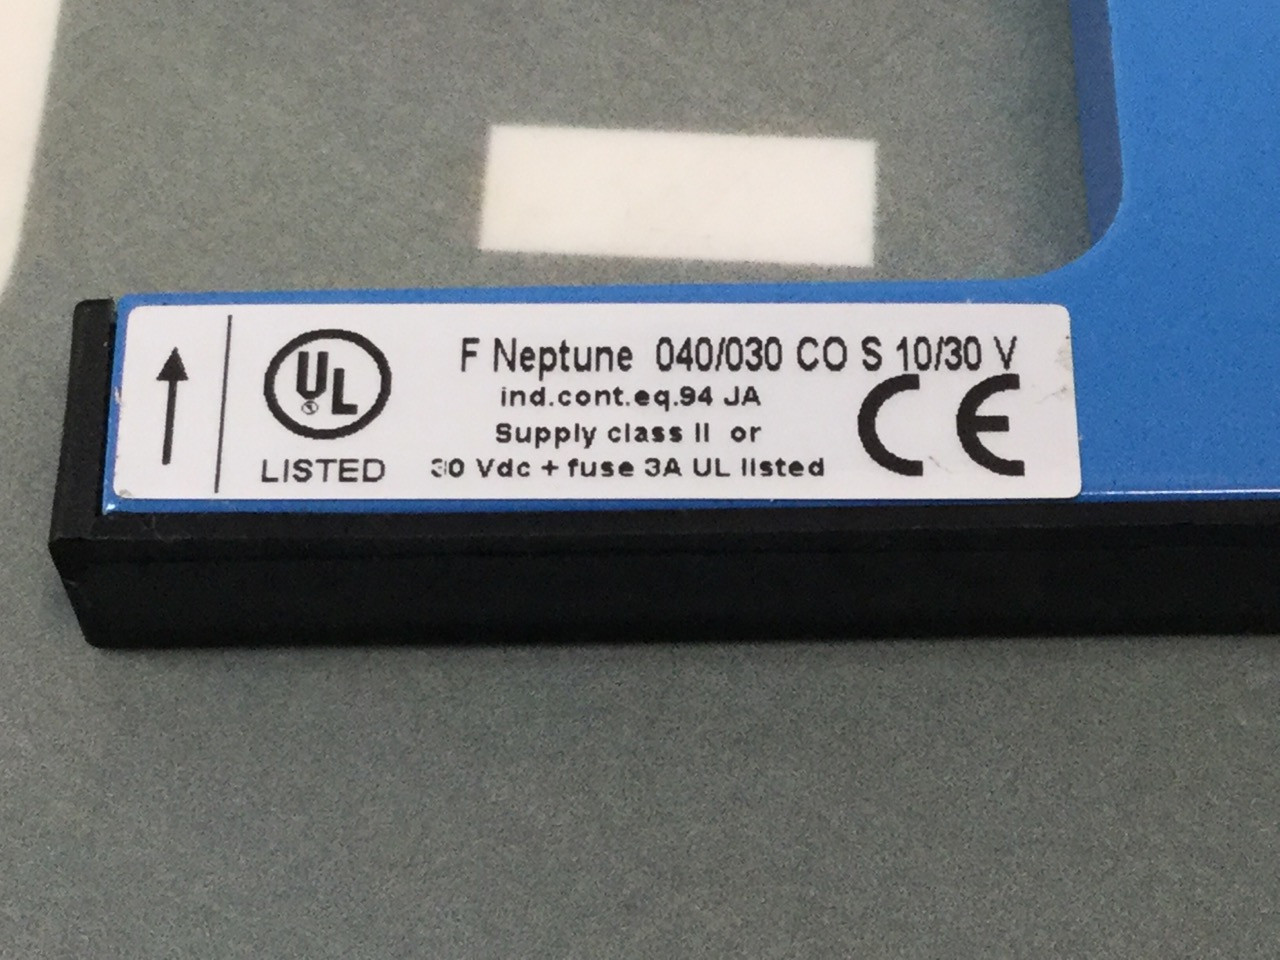 UL
®
LISTED
F Neptune 040/030 CO S 10/30 V
ind.cont.eq.94 JA
Supply class II or
30 Vdc + fuse 3A UL listed
CE